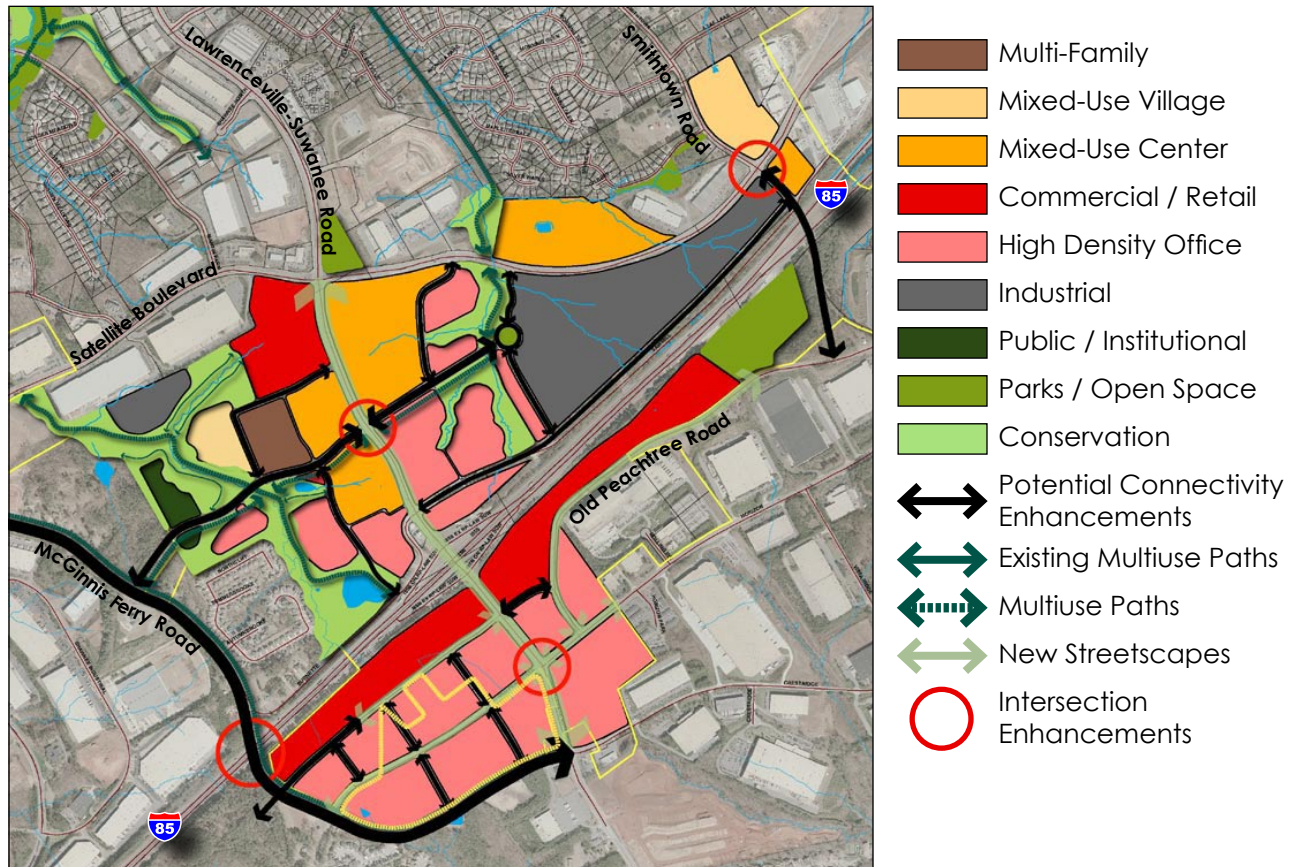 Lawrenceville-Suwanee Road
Smithtown Road
85
Satellite Boulevard
Old Peachtree Road
McGinnis Ferry Road
85
Multi-Family
Mixed-Use Village
Mixed-Use Center
Commercial / Retail
High Density Office
Industrial
Public / Institutional
Parks / Open Space
Conservation
Potential Connectivity
Enhancements
Existing Multiuse Paths
Multiuse Paths
New Streetscapes
Intersection
Enhancements